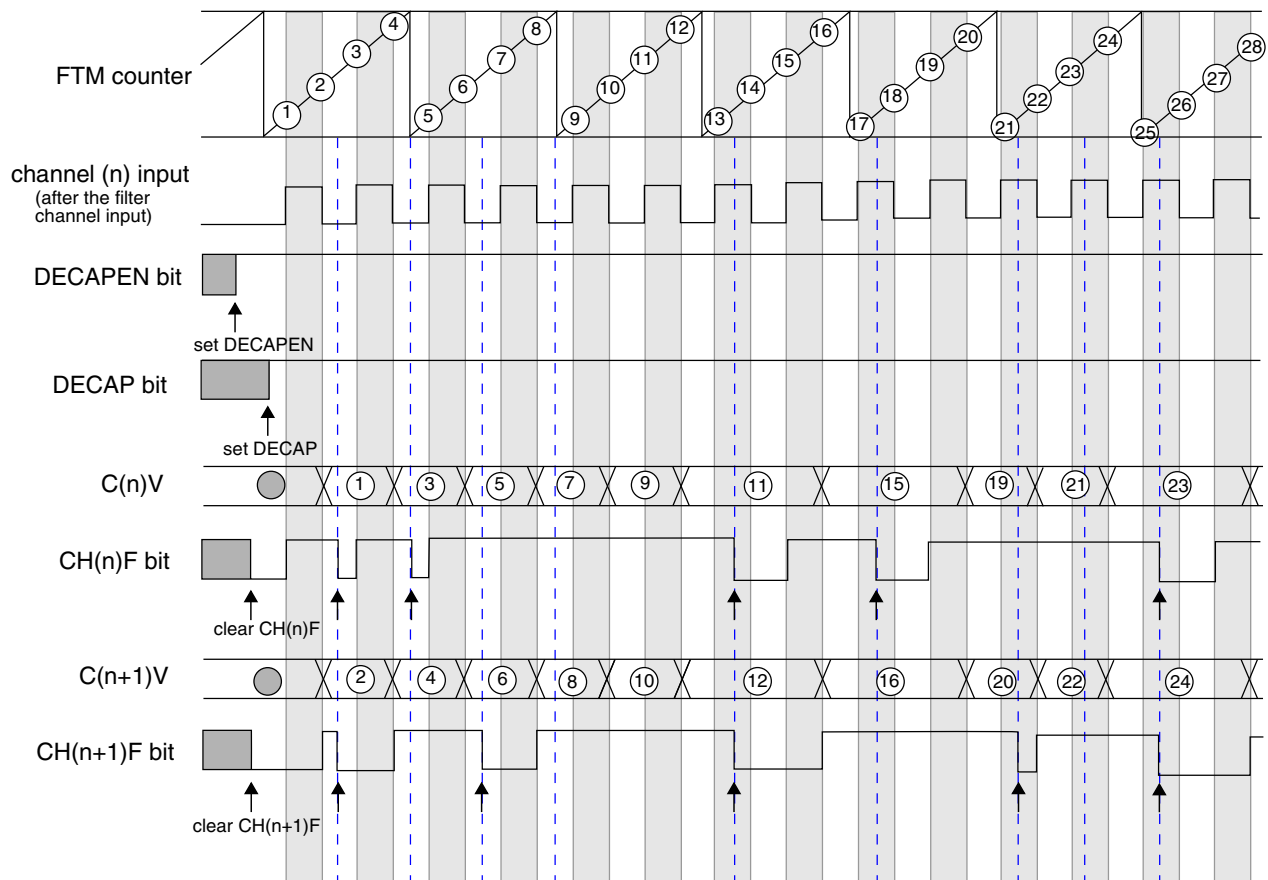 FTM counter
1 2 3 4 5 6 7 8 9 10 11 12 13 14 15 16 17 18 19 20 21 22 23 24 25 26 27 28
channel (n) input
(after the filter
channel input)
DECAPEN bit
set DECAPEN
DECAP bit
set DECAP
C(n)V
1 3 5 7 9 11 15 19 21 23
CH(n)F bit
clear CH(n)F
C(n+1)V
2 4 6 8 10 12 16 20 22 24
CH(n+1)F bit
clear CH(n+1)F